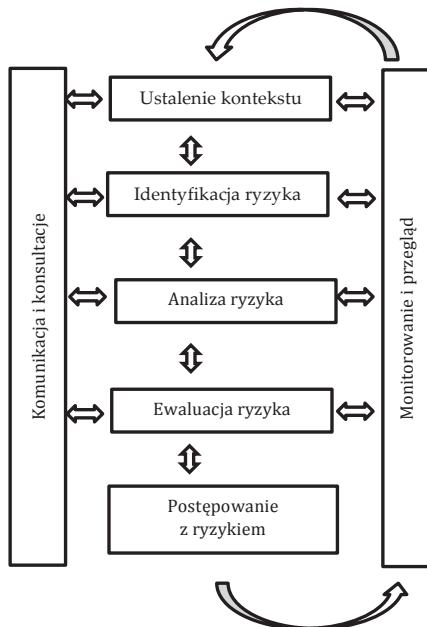 Ustalenie kontekstu
Identyfikacja ryzyka
Analiza ryzyka
Ewaluacja ryzyka
Postępowanie
z ryzykiem
Komunikacja i konsultacje
Monitorowanie i przegląd